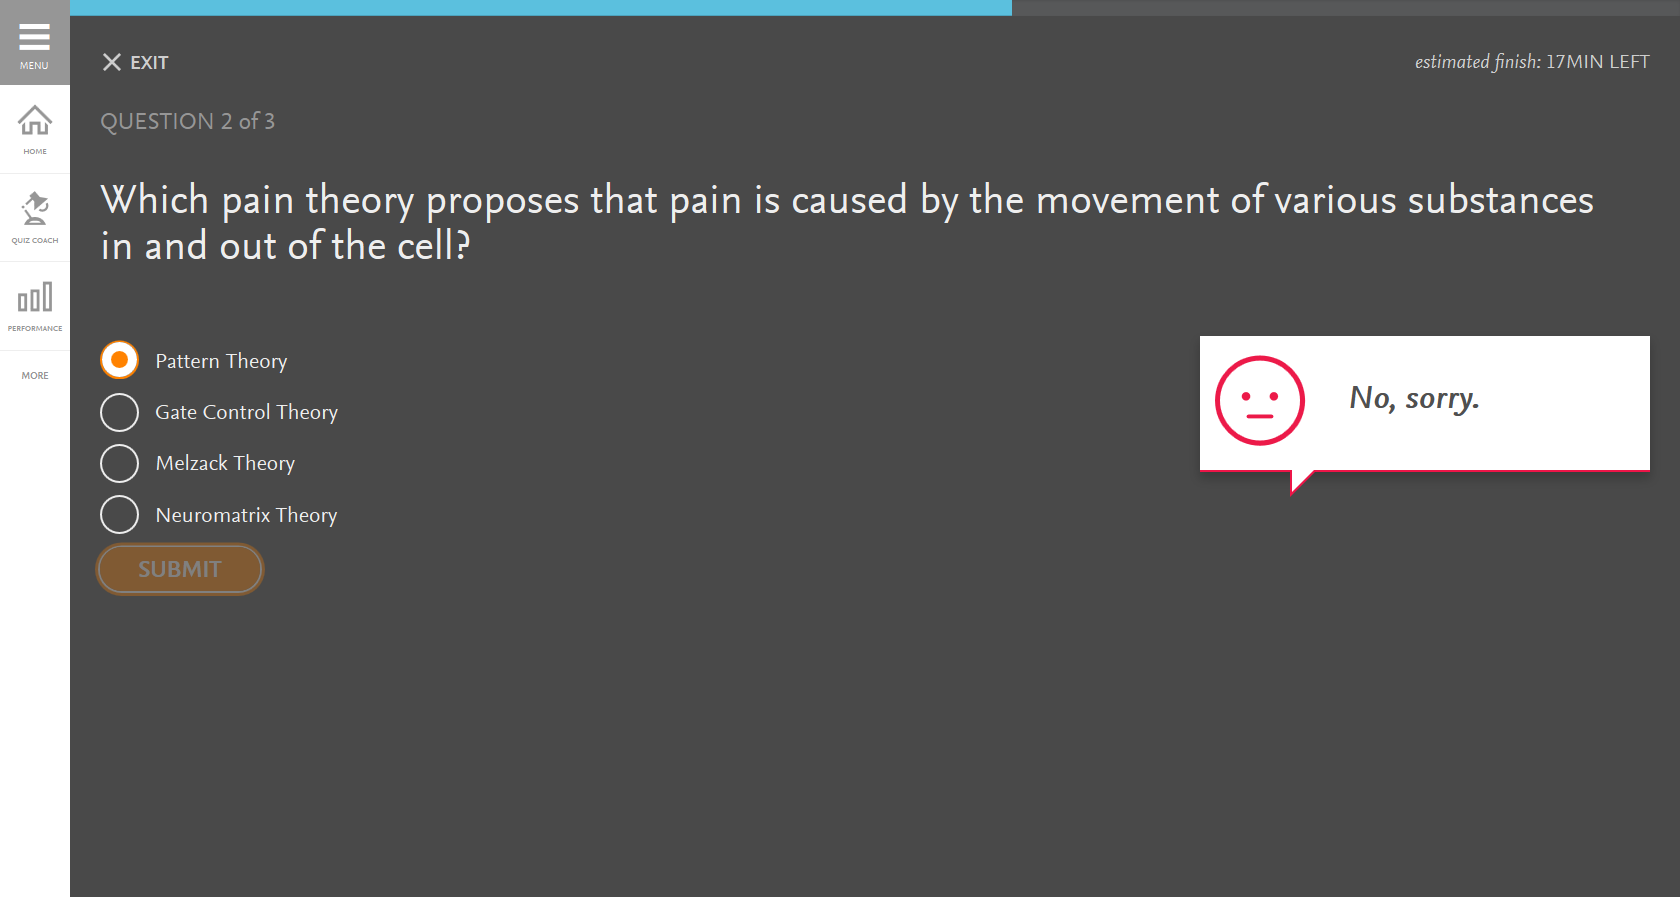 MENU
HOME
QUIZ COACH
PERFORMANCE
MORE
EXIT
estimated finish: 17MIN LEFT
QUESTION 2 of 3
Which pain theory proposes that pain is caused by the movement of various substances
in and out of the cell?
Pattern Theory
Gate Control Theory
Melzack Theory
Neuromatrix Theory
SUBMIT
No, sorry.